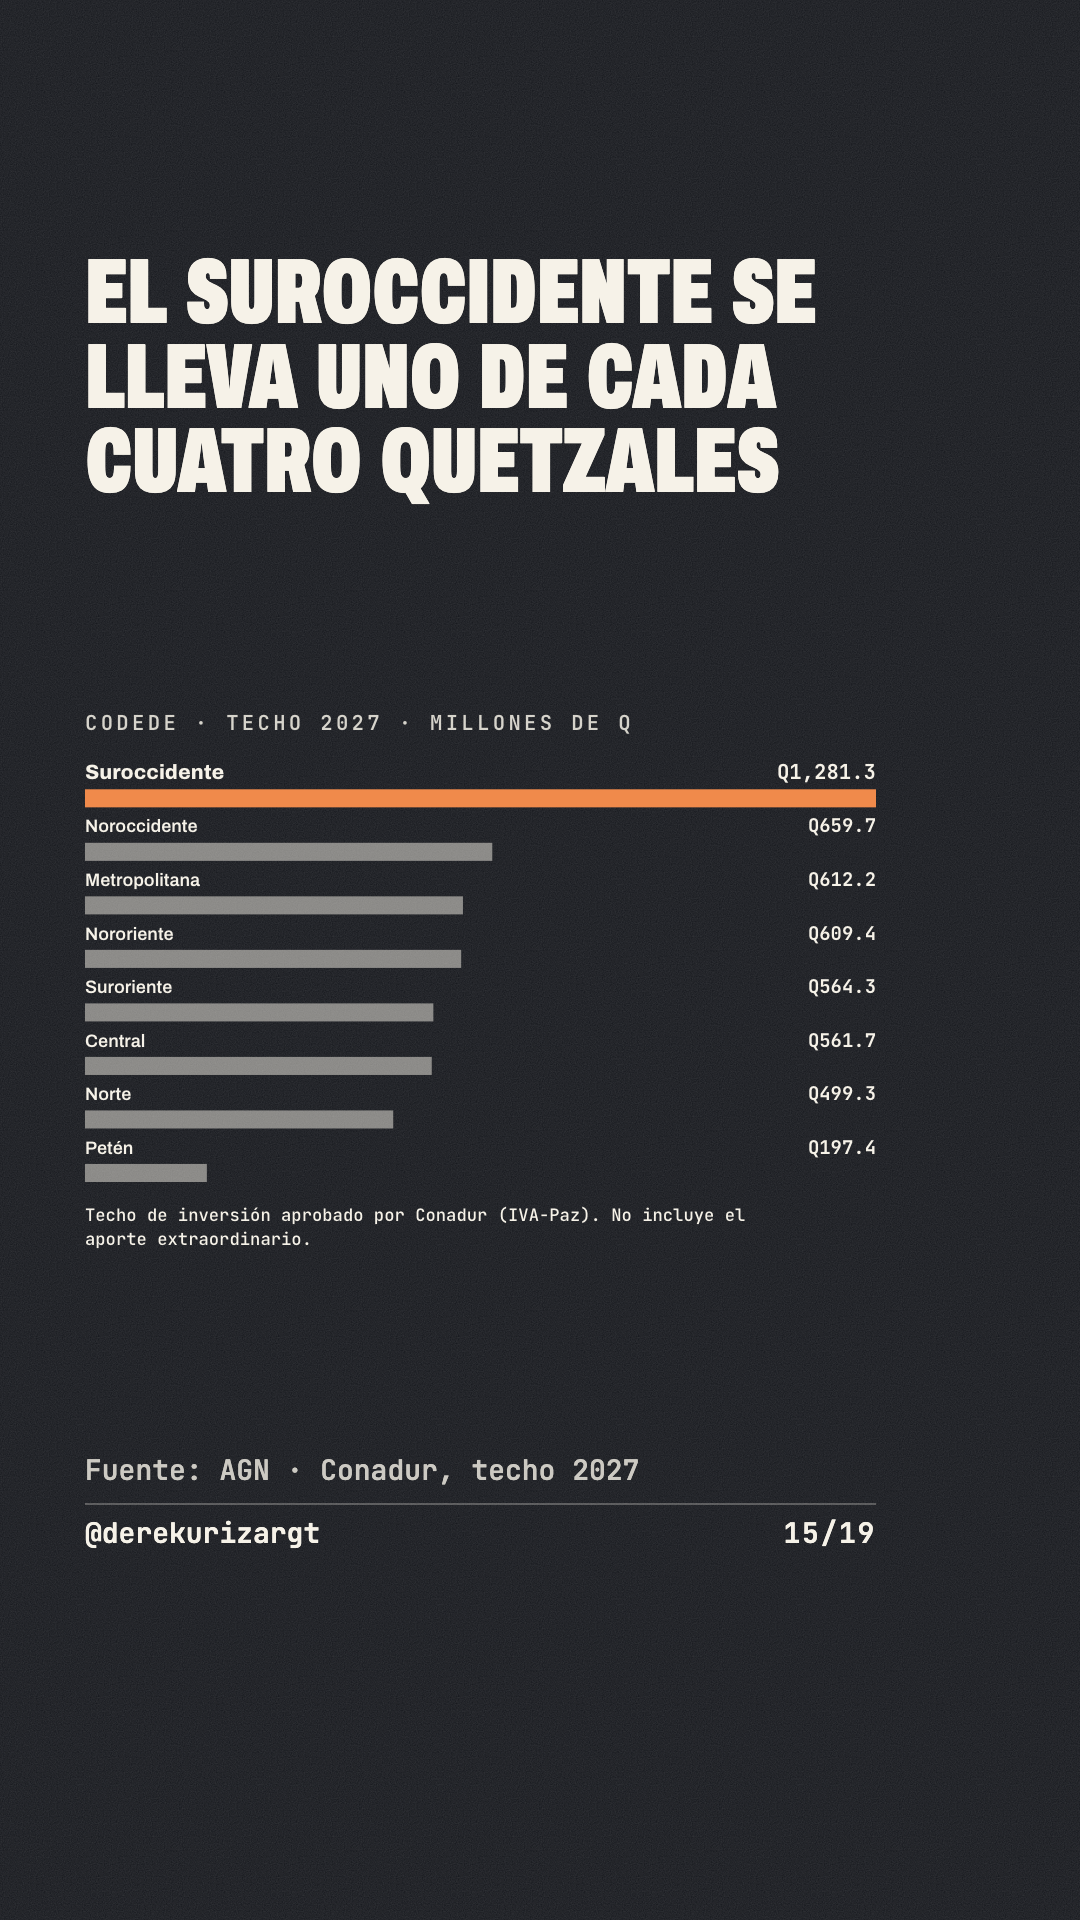 EL SUROCCIDENTE SE
LLEVA UNO DE CADA
CUATRO QUETZALES
CODEDE · TECHO 2027 · MILLONES DE Q
Suroccidente Q1,281.3
Noroccidente Q659.7
Metropolitana Q612.2
Nororiente Q609.4
Suroriente Q564.3
Central Q561.7
Norte Q499.3
Petén Q197.4
Techo de inversión aprobado por Conadur (IVA-Paz). No incluye el
aporte extraordinario.
Fuente: AGN · Conadur, techo 2027
@derekurizargt 15/19